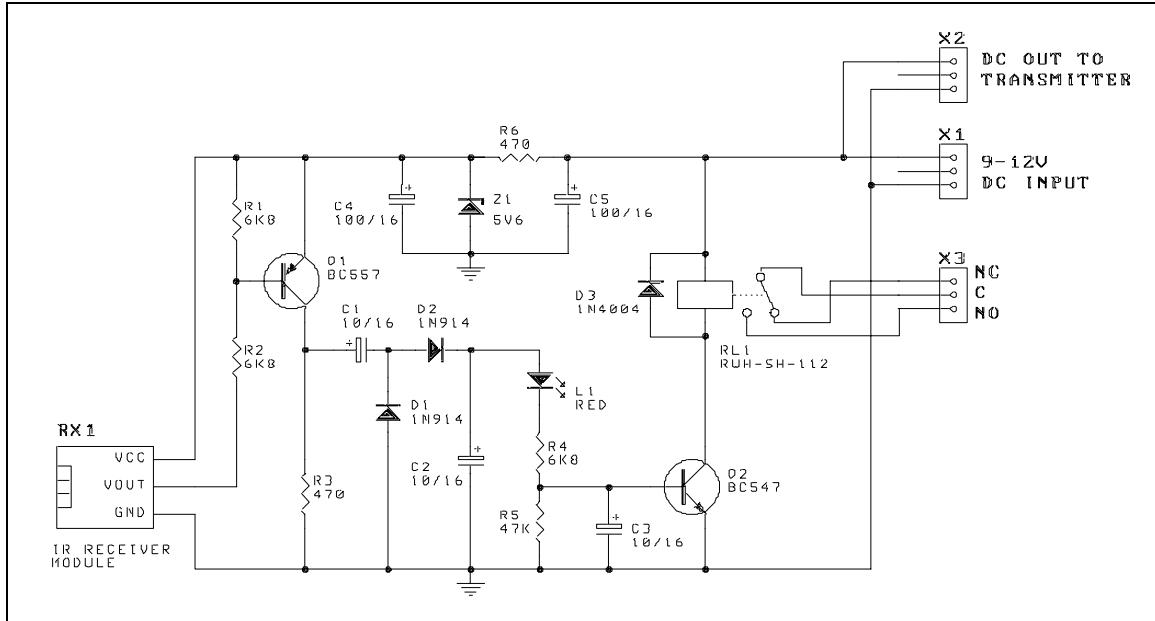 X2
DC OUT TO
TRANSMITTER
R6
470
X1
9-12V
DC INPUT
R1
6K8
C4
100/16
Z1
5V6
C5
100/16
Q1
BC557
X3
NC
C
NO
D3
1N4004
C1
10/16
D2
1N914
R2
6K8
RL1
RWH-SH-112
L1
RED
D1
1N914
RX1
VCC
VOUT
GND
R4
6K8
C2
10/16
Q2
BC547
R3
470
R5
47K
C3
10/16
IR RECEIVER
MODULE